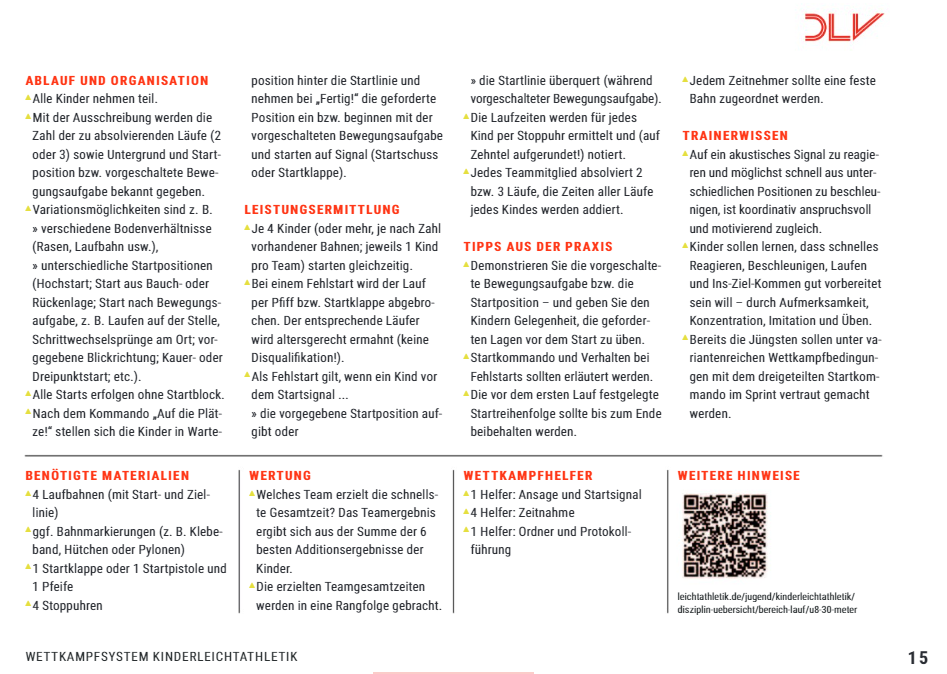 DLV
ABLAUF UND ORGANISATION
Alle Kinder nehmen teil.
Mit der Ausschreibung werden die
Zahl der zu absolvierenden Läufe (2
oder 3) sowie Untergrund und Start-
position bzw. vorgeschaltete Bewe-
gungsaufgabe bekannt gegeben.
Variationsmöglichkeiten sind z. B.
» verschiedene Bodenverhältnisse
(Rasen, Laufbahn usw.),
» unterschiedliche Startpositionen
(Hochstart; Start aus Bauch- oder
Rückenlage; Start nach Bewegungs-
aufgabe, z. B. Laufen auf der Stelle,
Schrittwechselsprünge am Ort; vor-
gegebene Blickrichtung; Kauer- oder
Dreipunktstart; etc.).
Alle Starts erfolgen ohne Startblock.
Nach dem Kommando „Auf die Plät-
ze!“ stellen sich die Kinder in Warte-
position hinter die Startlinie und
nehmen bei „Fertig!“ die geforderte
Position ein bzw. beginnen mit der
vorgeschalteten Bewegungsaufgabe
und starten auf Signal (Startschuss
oder Startklappe).
LEISTUNGSERMITTLUNG
Je 4 Kinder (oder mehr, je nach Zahl
vorhandener Bahnen; jeweils 1 Kind
pro Team) starten gleichzeitig.
Bei einem Fehlstart wird der Lauf
per Pfiff bzw. Startklappe abgebro-
chen. Der entsprechende Läufer
wird altersgerecht ermahnt (keine
Disqualifikation!).
Als Fehlstart gilt, wenn ein Kind vor
dem Startsignal ...
» die vorgegebene Startposition auf-
gibt oder
» die Startlinie überquert (während
vorgeschalteter Bewegungsaufgabe).
Die Laufzeiten werden für jedes
Kind per Stoppuhr ermittelt und (auf
Zehntel aufgerundet!) notiert.
Jedes Teammitglied absolviert 2
bzw. 3 Läufe, die Zeiten aller Läufe
jedes Kindes werden addiert.
TIPPS AUS DER PRAXIS
Demonstrieren Sie die vorgeschalte-
te Bewegungsaufgabe bzw. die
Startposition – und geben Sie den
Kindern Gelegenheit, die geforder-
ten Lagen vor dem Start zu üben.
Startkommando und Verhalten bei
Fehlstarts sollten erläutert werden.
Die vor dem ersten Lauf festgelegte
Startreihenfolge sollte bis zum Ende
beibehalten werden.
Jedem Zeitnehmer sollte eine feste
Bahn zugeordnet werden.
TRAINERWISSEN
Auf ein akustisches Signal zu reagie-
ren und möglichst schnell aus unter-
schiedlichen Positionen zu beschleu-
nigen, ist koordinativ anspruchsvoll
und motivierend zugleich.
Kinder sollen lernen, dass schnelles
Reagieren, Beschleunigen, Laufen
und Ins-Ziel-Kommen gut vorbereitet
sein will – durch Aufmerksamkeit,
Konzentration, Imitation und Üben.
Bereits die Jüngsten sollen unter va-
riantenreichen Wettkampfbedingun-
gen mit dem dreigeteilten Startkom-
mando im Sprint vertraut gemacht
werden.
BENÖTIGTE MATERIALIEN
4 Laufbahnen (mit Start- und Ziel-
linie)
ggf. Bahnmarkierungen (z. B. Klebe-
band, Hütchen oder Pylonen)
1 Startklappe oder 1 Startpistole und
1 Pfeife
4 Stoppuhren
WERTUNG
Welches Team erzielt die schnells-
te Gesamtzeit? Das Teamergebnis
ergibt sich aus der Summe der 6
besten Additionsergebnisse der
Kinder.
Die erzielten Teamgesamtzeiten
werden in eine Rangfolge gebracht.
WETTKAMPFHELFER
1 Helfer: Ansage und Startsignal
4 Helfer: Zeitnahme
1 Helfer: Ordner und Protokoll-
führung
WEITERE HINWEISE
leichtathletik.de/jugend/kinderleichtathletik/
disziplin-uebersicht/bereich-lauf/u8-30-meter
WETTKAMPFSYSTEM KINDERLEICHTATHLETIK
15